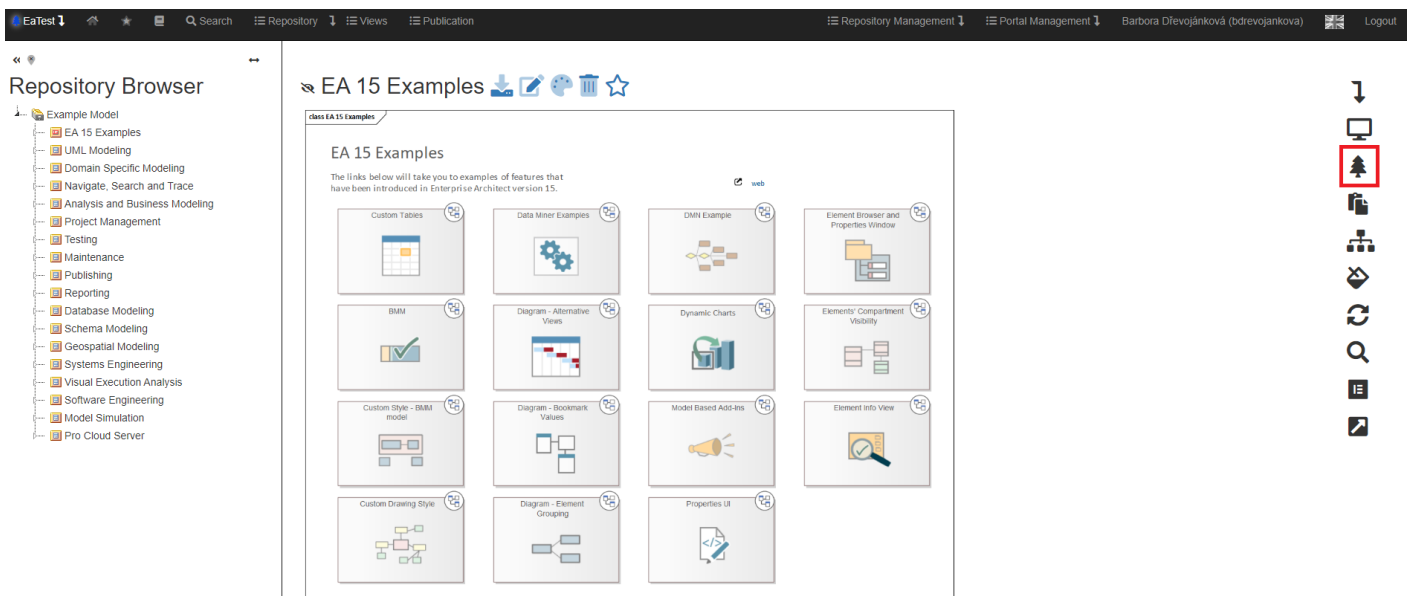 EaTest Search Repository Views Publication Repository Management Portal Management Barbora Dřevojánková (bdrevojankova) Logout
Repository Browser
Example Model
EA 15 Examples
UML Modeling
Domain Specific Modeling
Navigate, Search and Trace
Analysis and Business Modeling
Project Management
Testing
Maintenance
Publishing
Reporting
Database Modeling
Schema Modeling
Geospatial Modeling
Systems Engineering
Visual Execution Analysis
Software Engineering
Model Simulation
Pro Cloud Server
EA 15 Examples
class EA 15 Examples
EA 15 Examples
The links below will take you to examples of features that
have been introduced in Enterprise Architect version 15.
web
Custom Tables
Data Miner Examples
DMN Example
Element Browser and
Properties Window
BMM
Diagram - Alternative
Views
Dynamic Charts
Elements' Compartment
Visibility
Custom Style - BMM
model
Diagram - Bookmark
Values
Model Based Add-Ins
Element Info View
Custom Drawing Style
Diagram - Element
Grouping
Properties UI